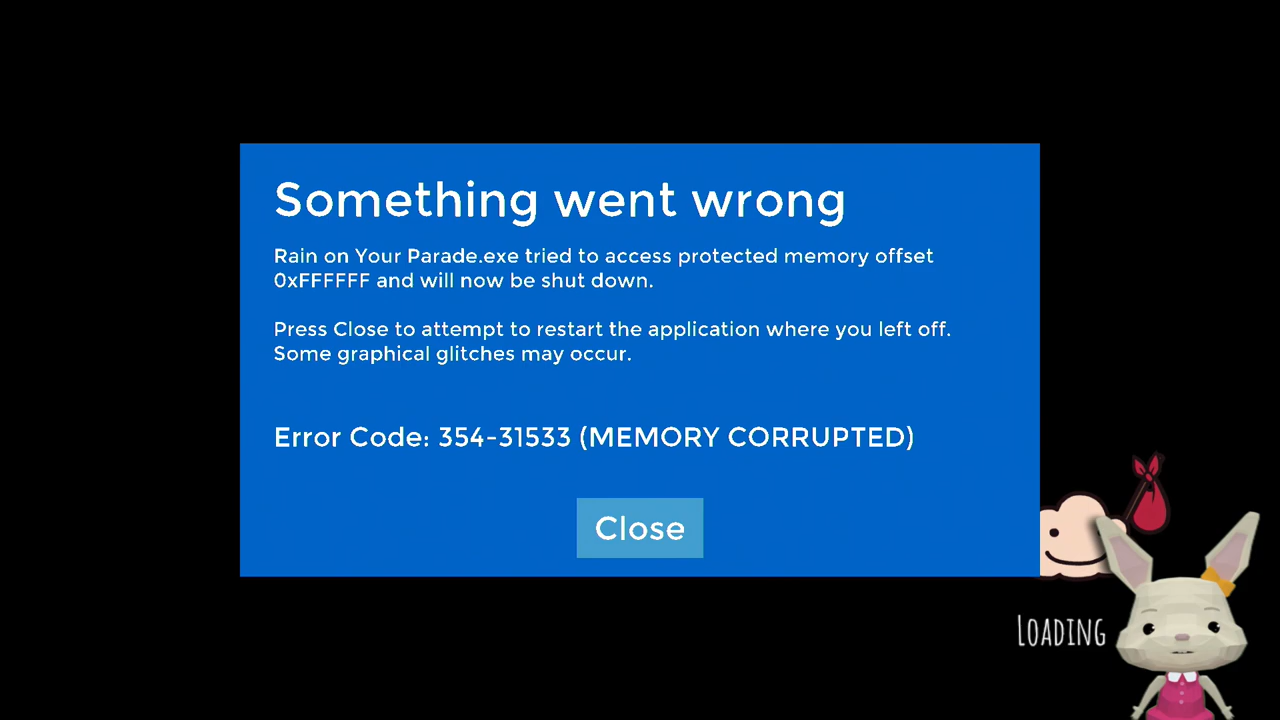 Something went wrong
Rain on Your Parade.exe tried to access protected memory offset
0xFFFFFF and will now be shut down.
Press Close to attempt to restart the application where you left off.
Some graphical glitches may occur.
Error Code: 354-31533 (MEMORY CORRUPTED)
Close
LOADING